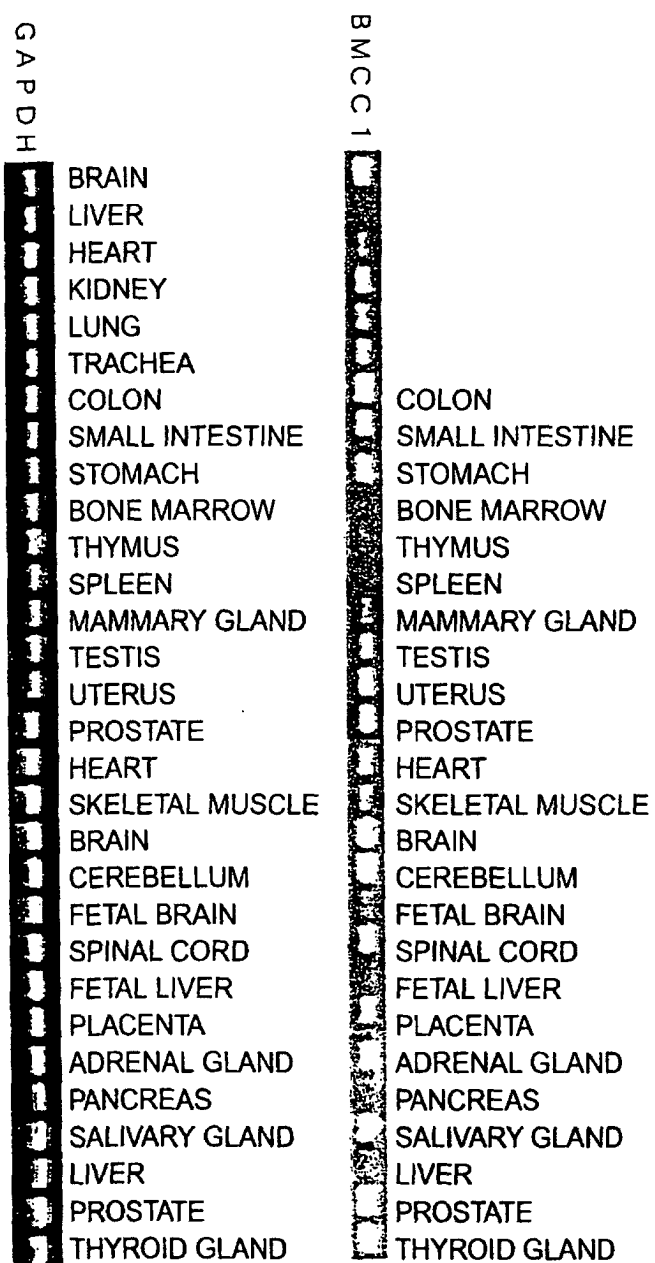 GAPDH
BRAIN
LIVER
HEART
KIDNEY
LUNG
TRACHEA
COLON
SMALL INTESTINE
STOMACH
BONE MARROW
THYMUS
SPLEEN
MAMMARY GLAND
TESTIS
UTERUS
PROSTATE
HEART
SKELETAL MUSCLE
BRAIN
CEREBELLUM
FETAL BRAIN
SPINAL CORD
FETAL LIVER
PLACENTA
ADRENAL GLAND
PANCREAS
SALIVARY GLAND
LIVER
PROSTATE
THYROID GLAND
BMCC1
COLON
SMALL INTESTINE
STOMACH
BONE MARROW
THYMUS
SPLEEN
MAMMARY GLAND
TESTIS
UTERUS
PROSTATE
HEART
SKELETAL MUSCLE
BRAIN
CEREBELLUM
FETAL BRAIN
SPINAL CORD
FETAL LIVER
PLACENTA
ADRENAL GLAND
PANCREAS
SALIVARY GLAND
LIVER
PROSTATE
THYROID GLAND